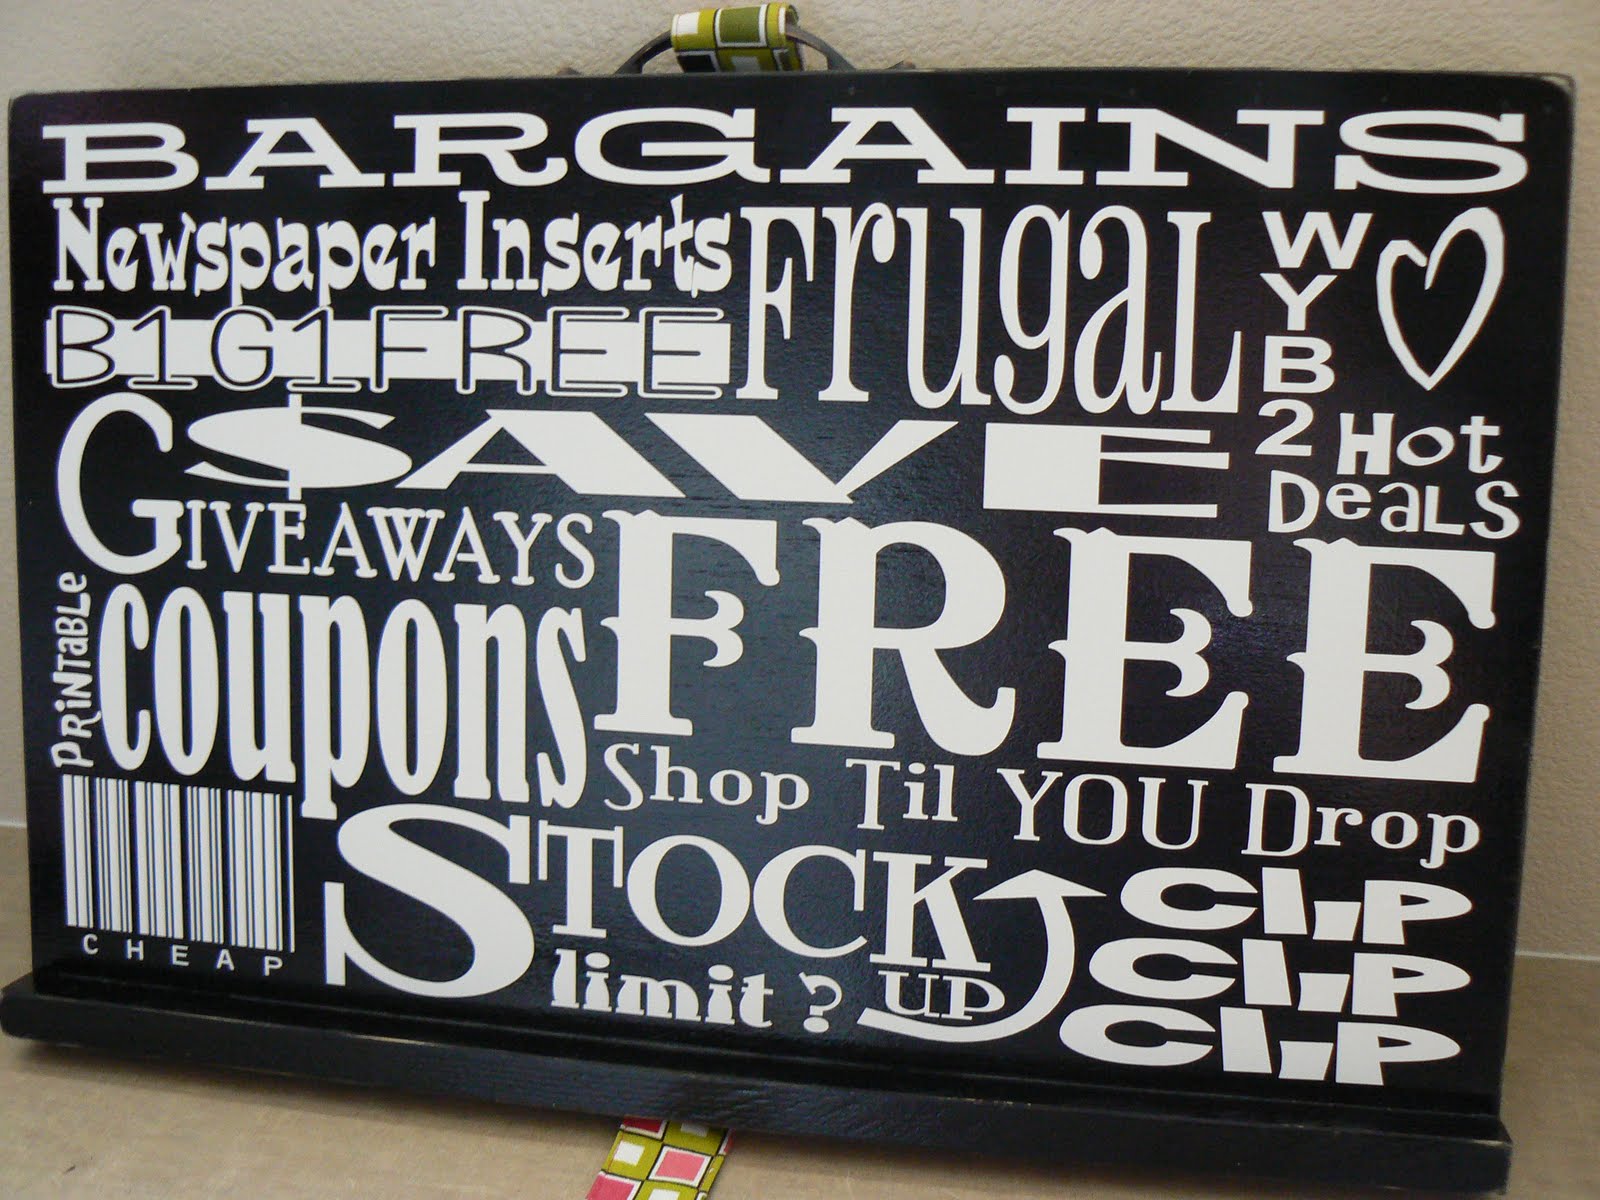 BARGAINS
Newspaper Inserts
Frugal
WYB2
B1G1FREE
$AVE
Hot
Deals
Giveaways
FREE
Printable
coupons
Shop Til YOU Drop
CHEAP
Stock
UP
limit ?
CLIP
CLIP
CLIP